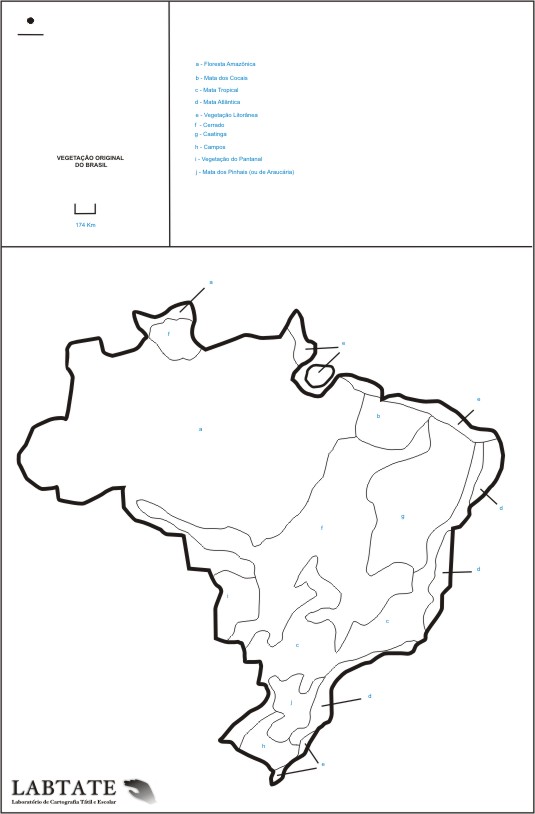 VEGETAÇÃO ORIGINAL
DO BRASIL
174 Km
a - Floresta Amazônica
b - Mata dos Cocais
c - Mata Tropical
d - Mata Atlântica
e - Vegetação Litorânea
f - Cerrado
g - Caatinga
h - Campos
i - Vegetação do Pantanal
j - Mata dos Pinhais (ou de Araucária)
a
f
e
e
b
a
d
g
f
d
i
c
c
d
j
h
e
LABTATE
Laboratório de Cartografia Tátil e Escolar